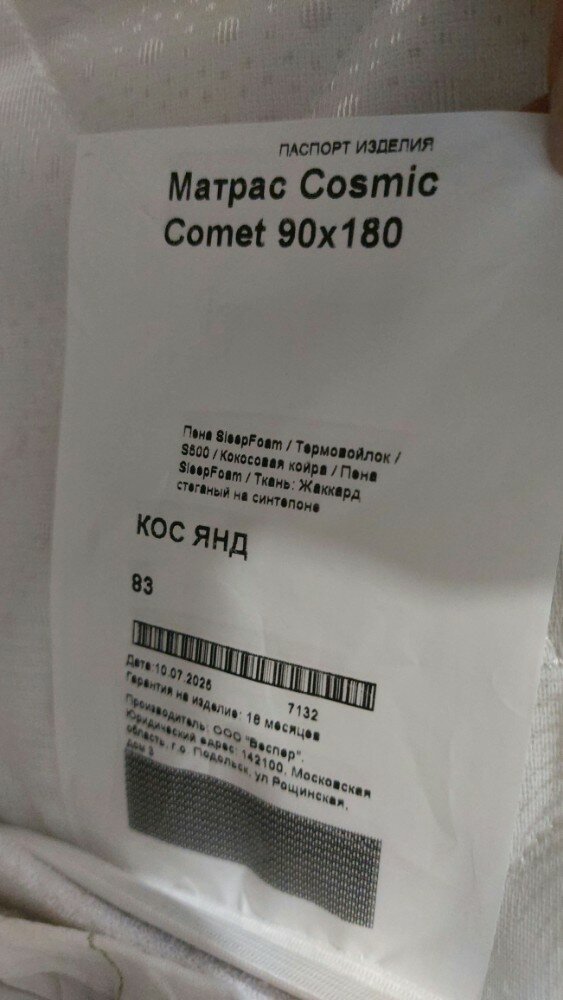 ПАСПОРТ ИЗДЕЛИЯ
Матрас Cosmic
Comet 90x180
Пена SleepFoam / Термовойлок /
S500 / Кокосовая койра / Пена
SleepFoam / Ткань: Жаккард
стеганый на синтепоне
КОС ЯНД
83
Дата:10.07.2025
7132
Гарантия на изделие: 18 месяцев
Производитель: ООО "Веспер",
Юридический адрес: 142100, Московская
область, г.о. Подольск, ул Рощинская,
дом 3